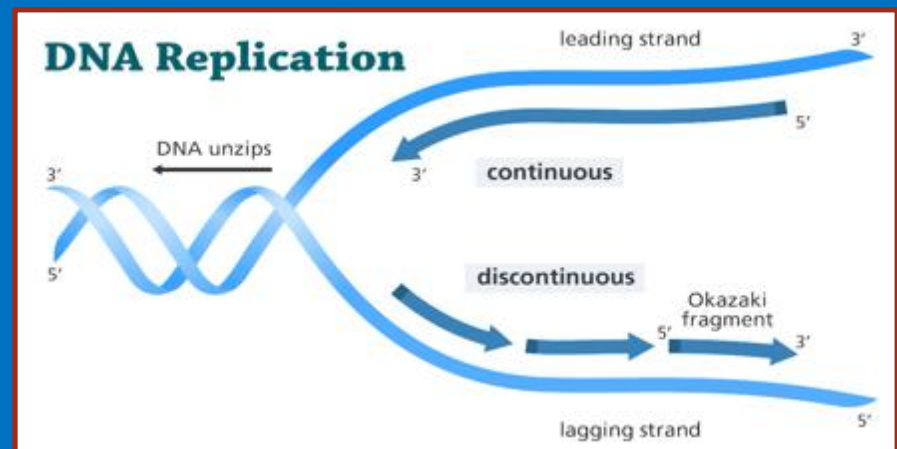 DNA Replication
leading strand
3'
5'
DNA unzips
3'
continuous
3'
5'
discontinuous
Okazaki
fragment
5'
3'
lagging strand
5'